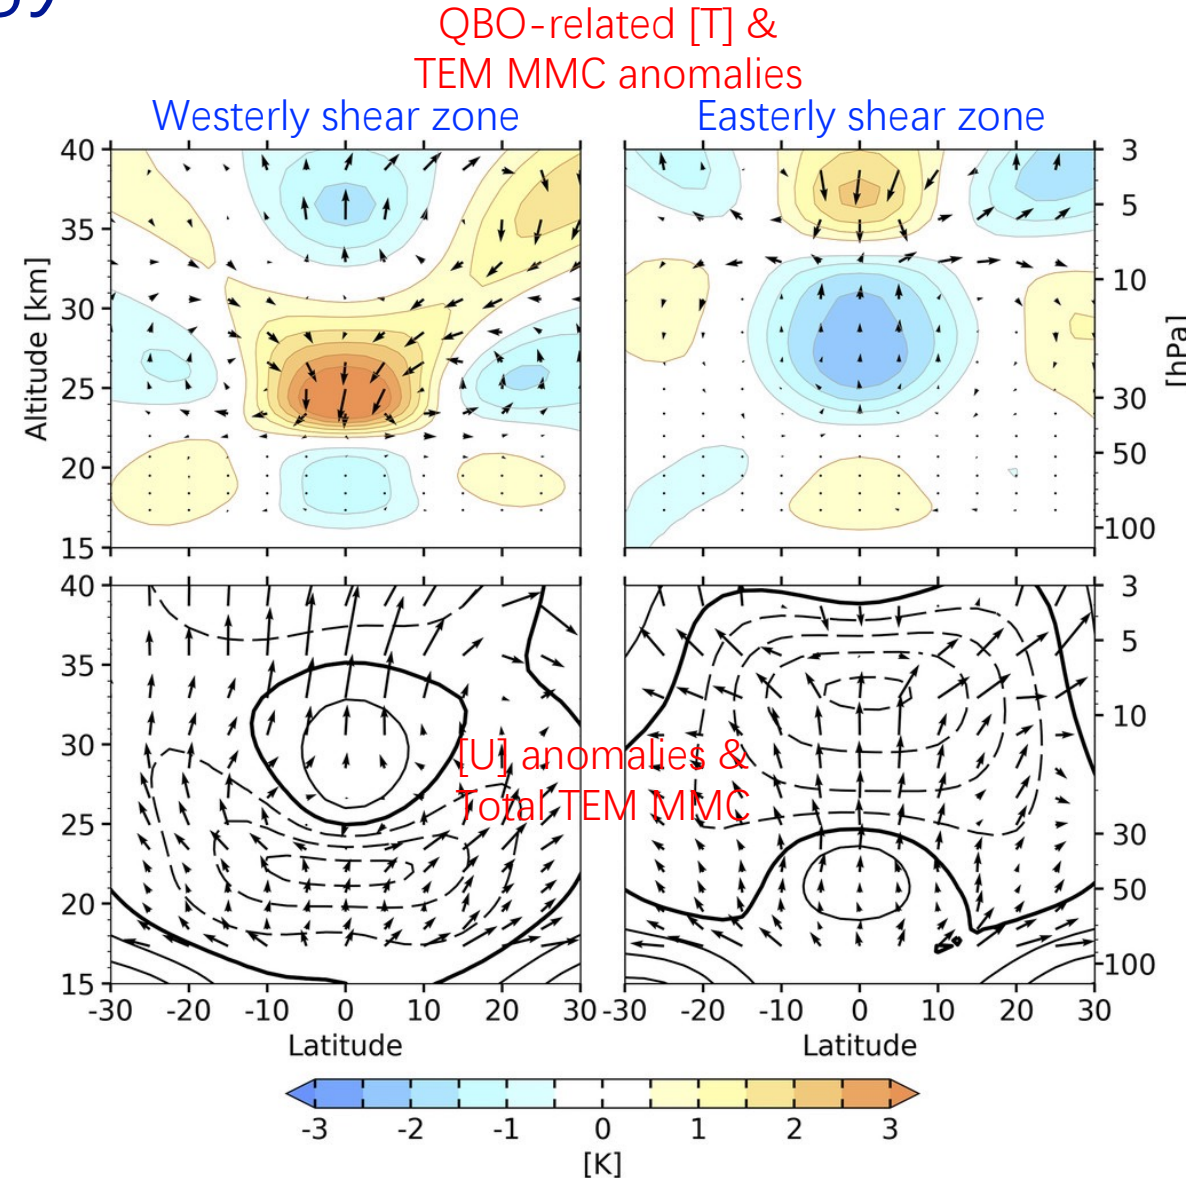 QBO-related [T] &
TEM MMC anomalies
Westerly shear zone
Easterly shear zone
40
35
30
25
20
15
Altitude [km]
3
5
10
30
50
100
[hPa]
[U] anomalies &
Total TEM MMC
40
35
30
25
20
15
3
5
10
30
50
100
-30 -20 -10 0 10 20 30
-30 -20 -10 0 10 20 30
Latitude
Latitude
-3 -2 -1 0 1 2 3
[K]